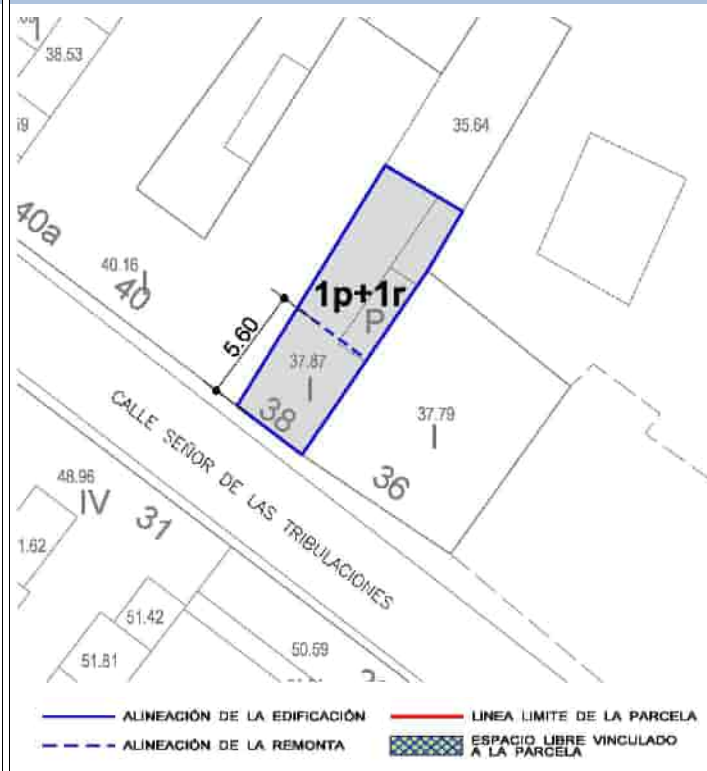 38.53
35.64
40a
40.16
I
40
1p+1r
P
5.60
37.87
I
38
37.79
I
36
CALLE SEÑOR DE LAS TRIBULACIONES
48.96
IV
31
1.62
51.42
51.81
50.59
ALINEACIÓN DE LA EDIFICACIÓN
LINEA LIMITE DE LA PARCELA
ALINEACIÓN DE LA REMONTA
ESPACIO LIBRE VINCULADO
A LA PARCELA